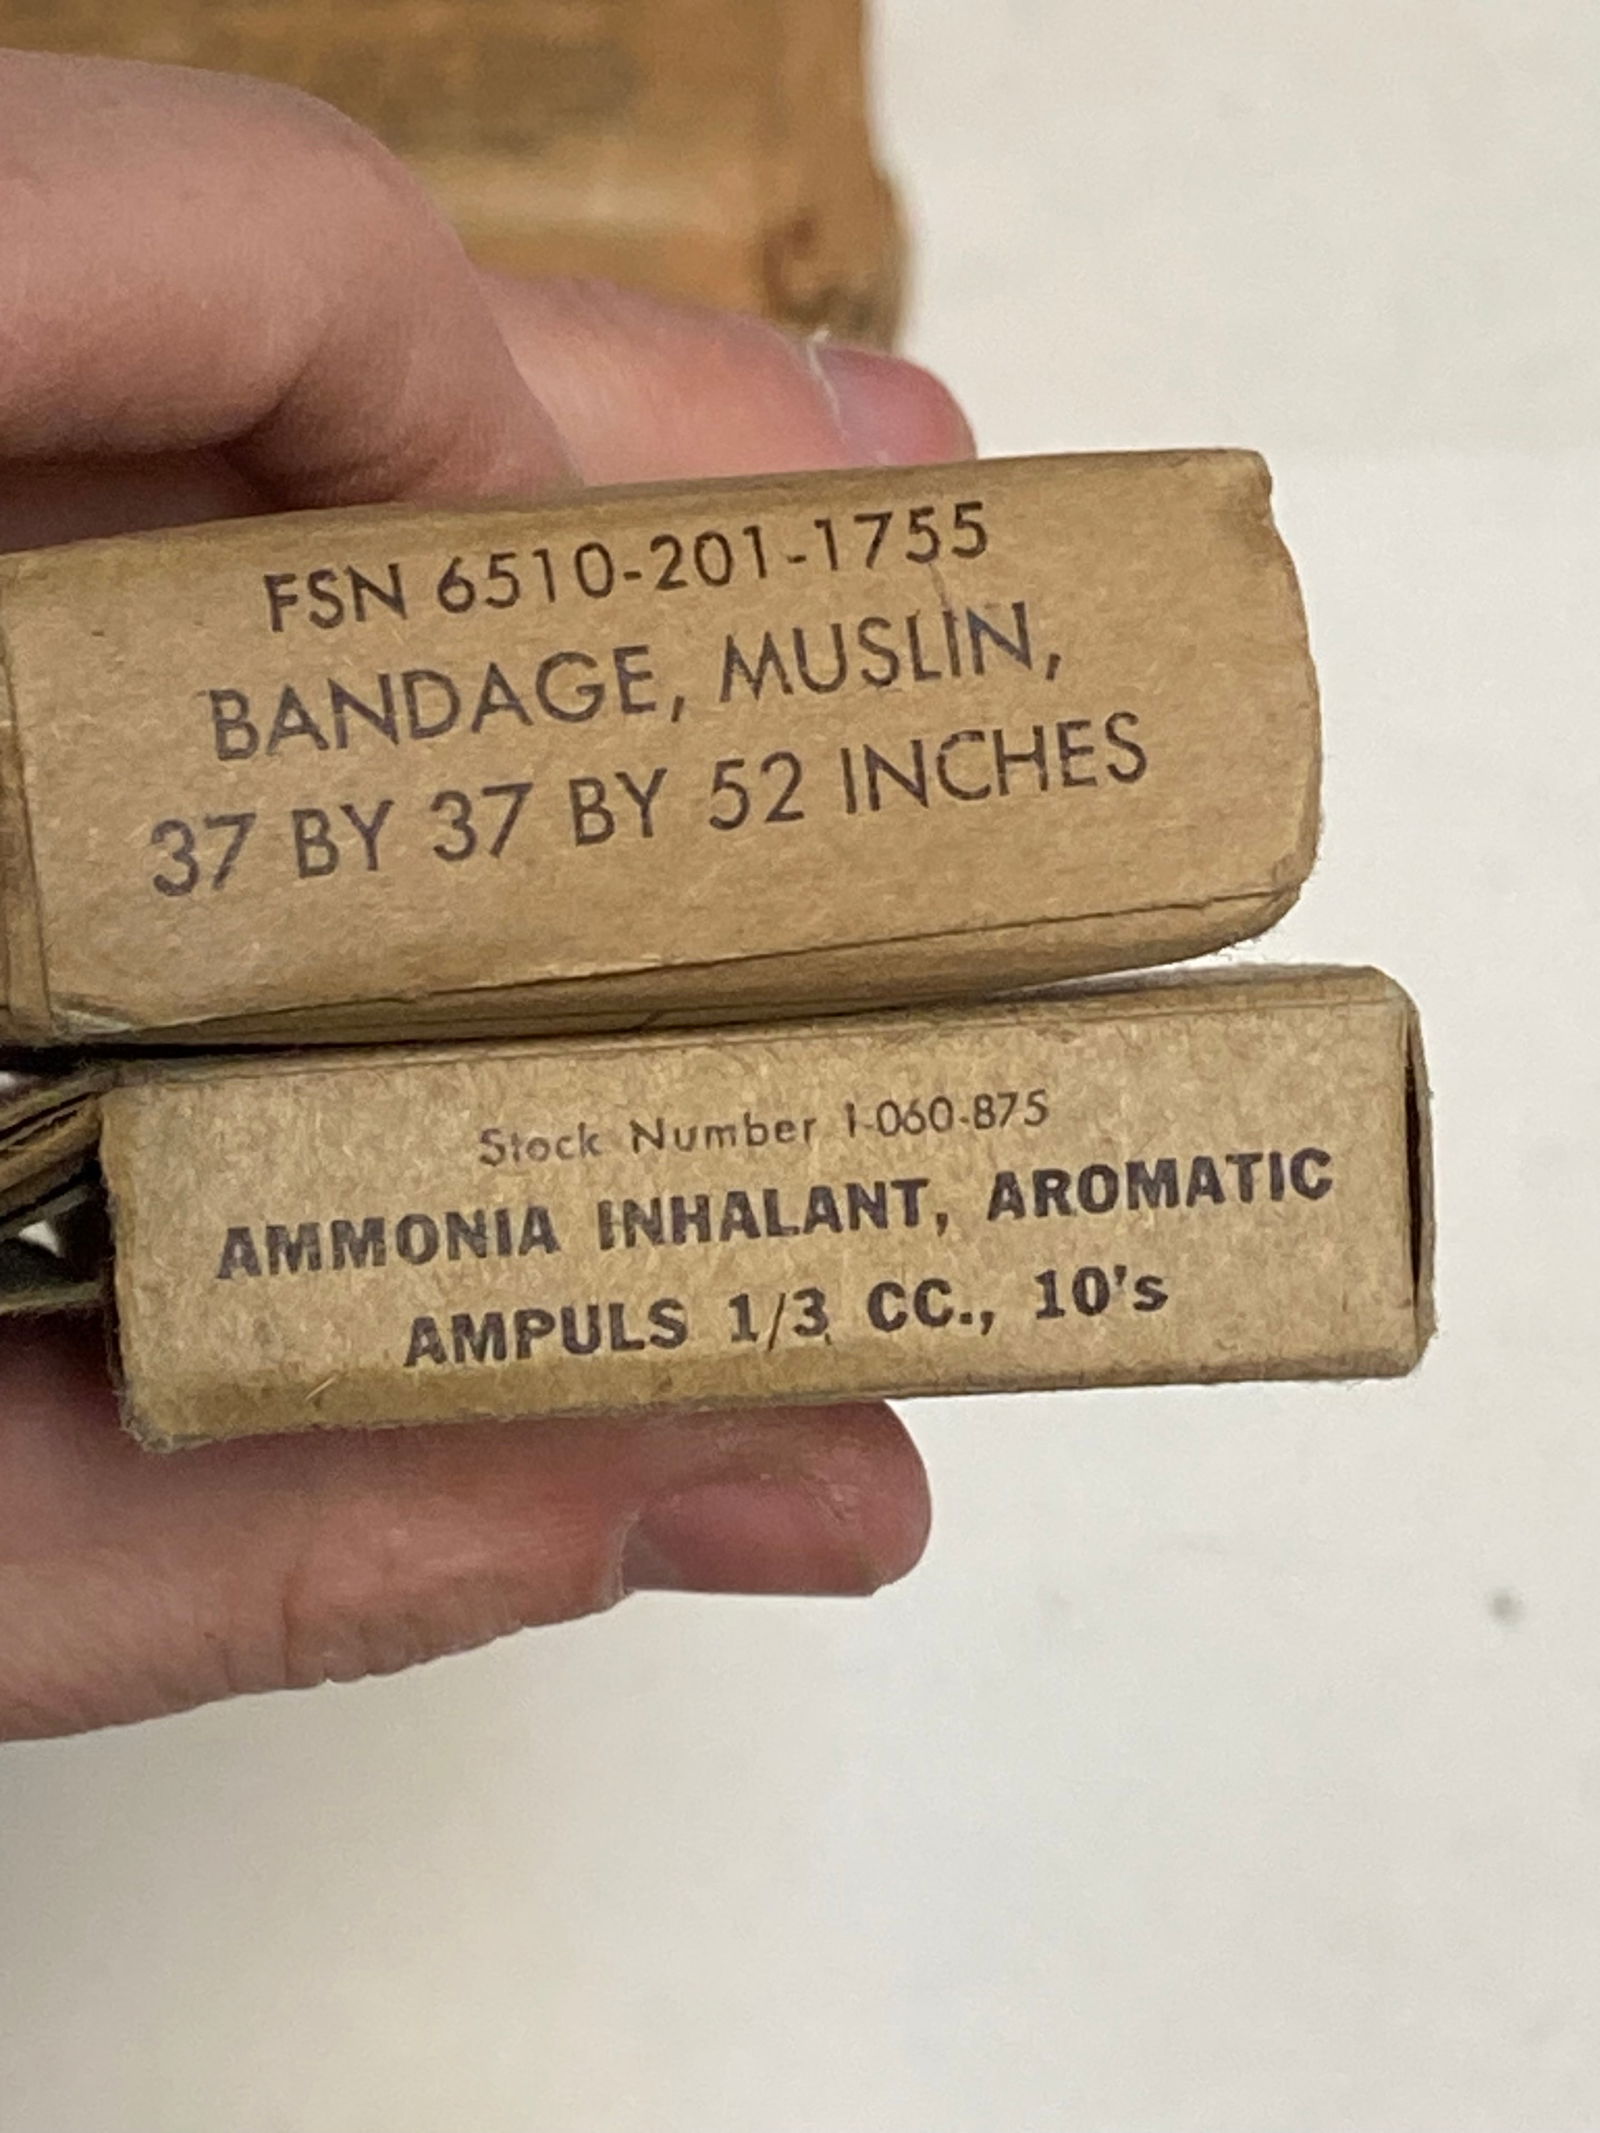 FSN 6510-201-1755
BANDAGE, MUSLIN,
37 BY 37 BY 52 INCHES
Stock Number 1-060-875
AMMONIA INHALANT, AROMATIC
AMPULS 1/3 CC., 10's